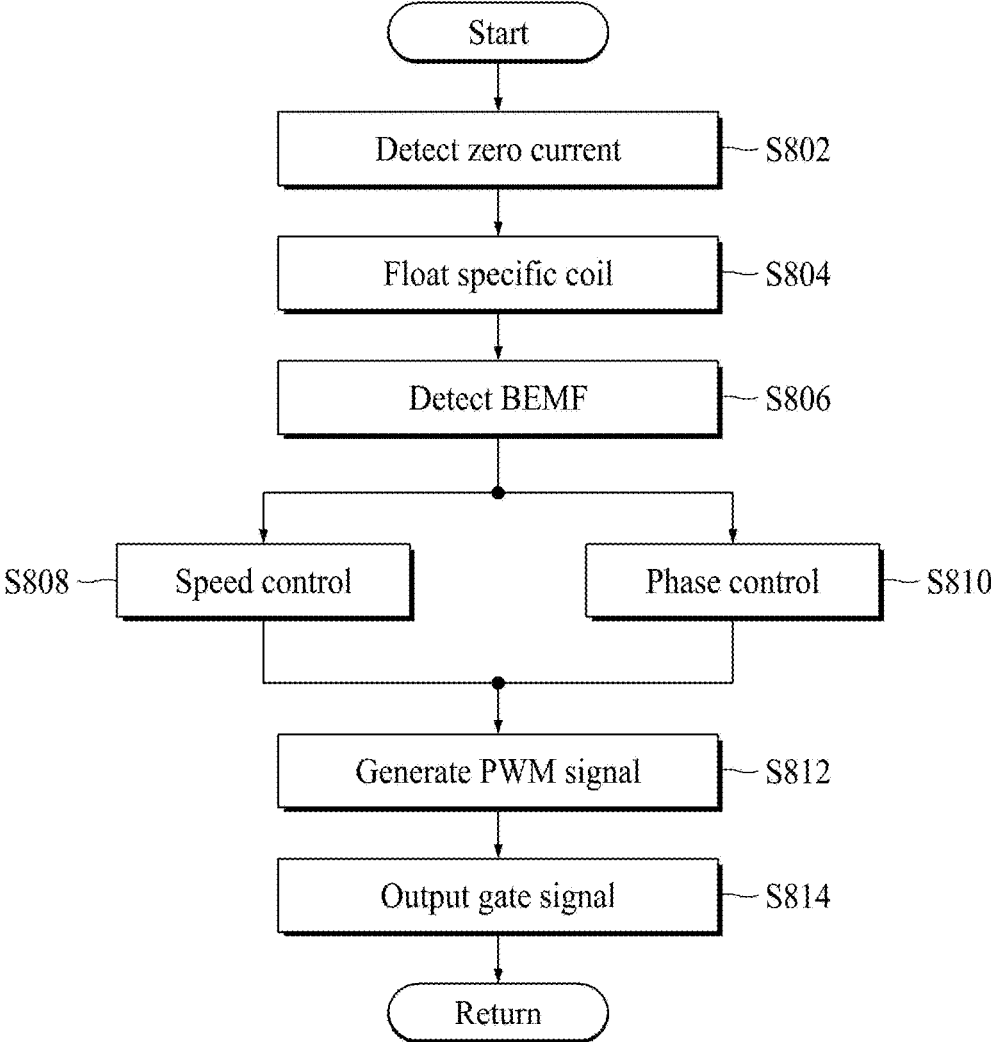 Start
Detect zero current
S802
Float specific coil
S804
Detect BEMF
S806
S808
Speed control
Phase control
S810
Generate PWM signal
S812
Output gate signal
S814
Return